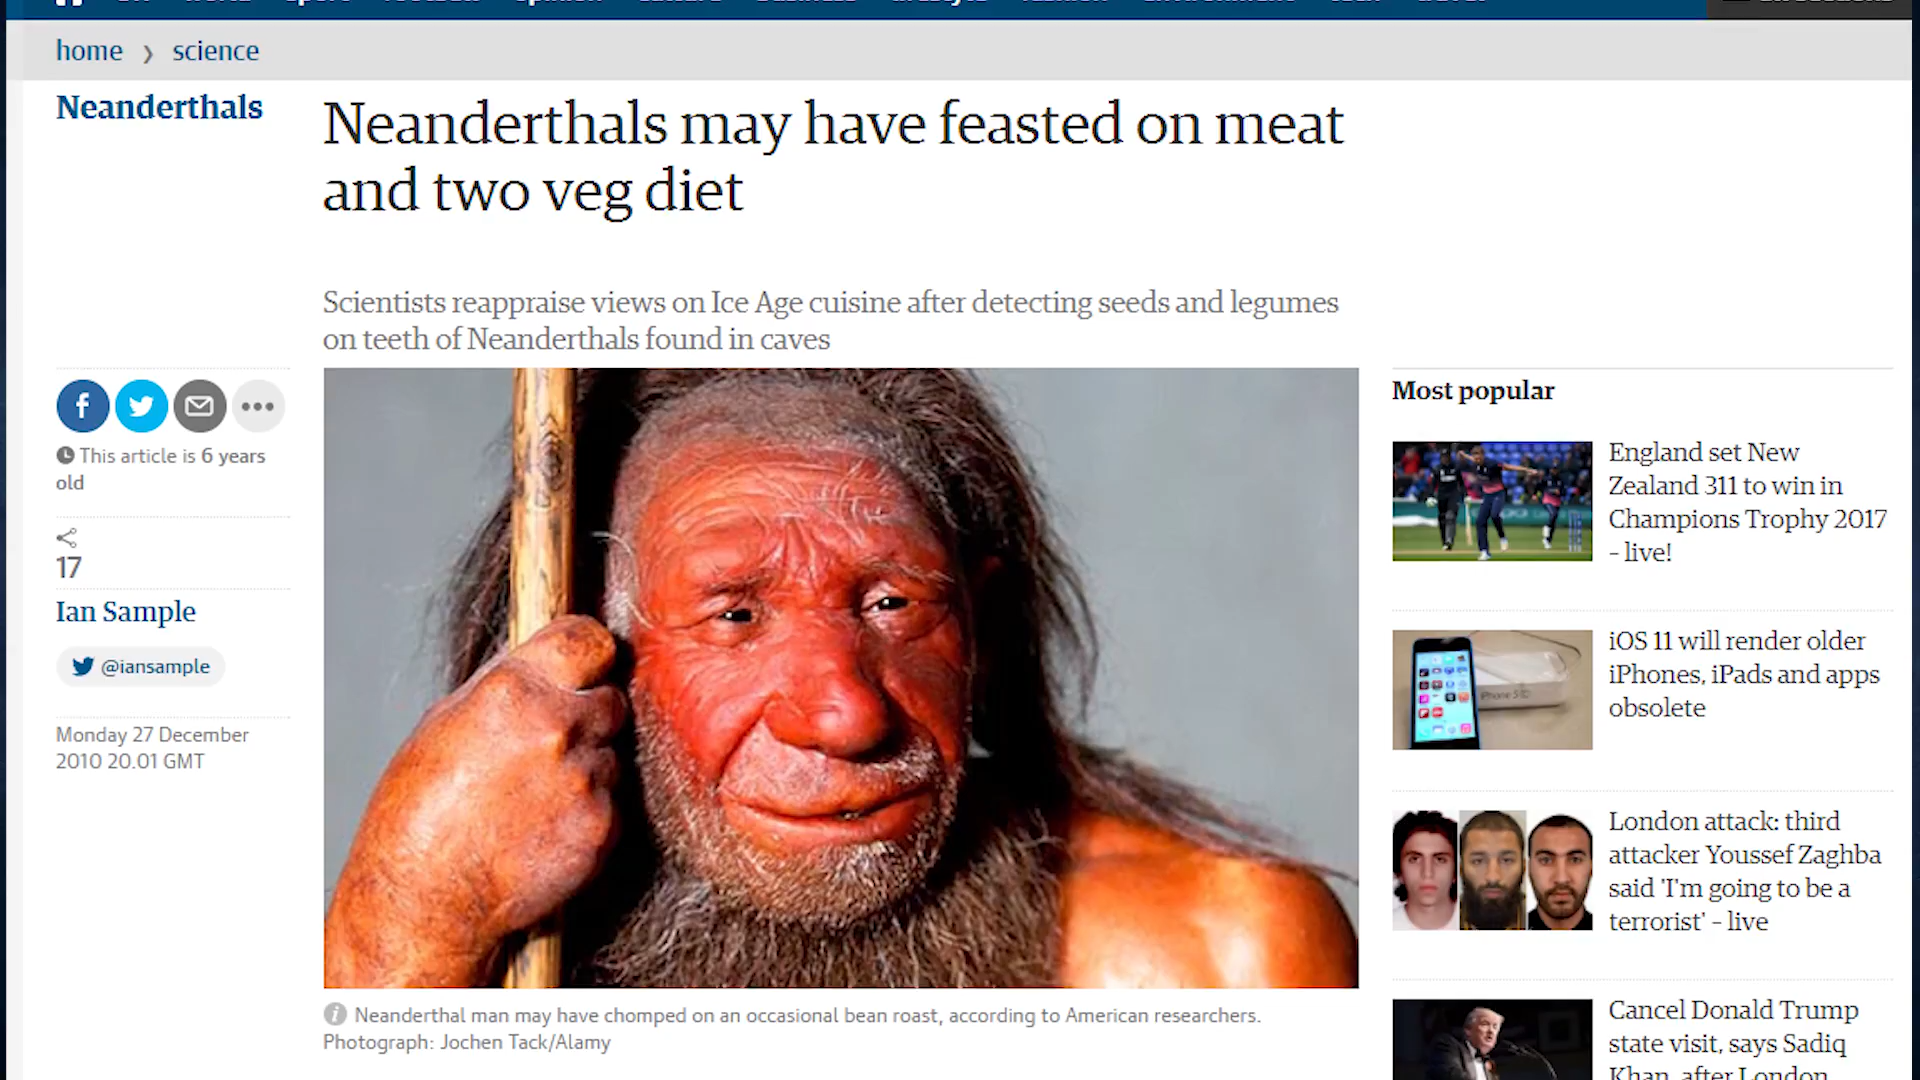 home › science
Neanderthals
Neanderthals may have feasted on meat
and two veg diet
Scientists reappraise views on Ice Age cuisine after detecting seeds and legumes
on teeth of Neanderthals found in caves
This article is 6 years
old
17
Ian Sample
@iansample
Monday 27 December
2010 20.01 GMT
Neanderthal man may have chomped on an occasional bean roast, according to American researchers.
Photograph: Jochen Tack/Alamy
Most popular
England set New
Zealand 311 to win in
Champions Trophy 2017
– live!
iOS 11 will render older
iPhones, iPads and apps
obsolete
London attack: third
attacker Youssef Zaghba
said 'I'm going to be a
terrorist' – live
Cancel Donald Trump
state visit, says Sadiq
Khan, after London